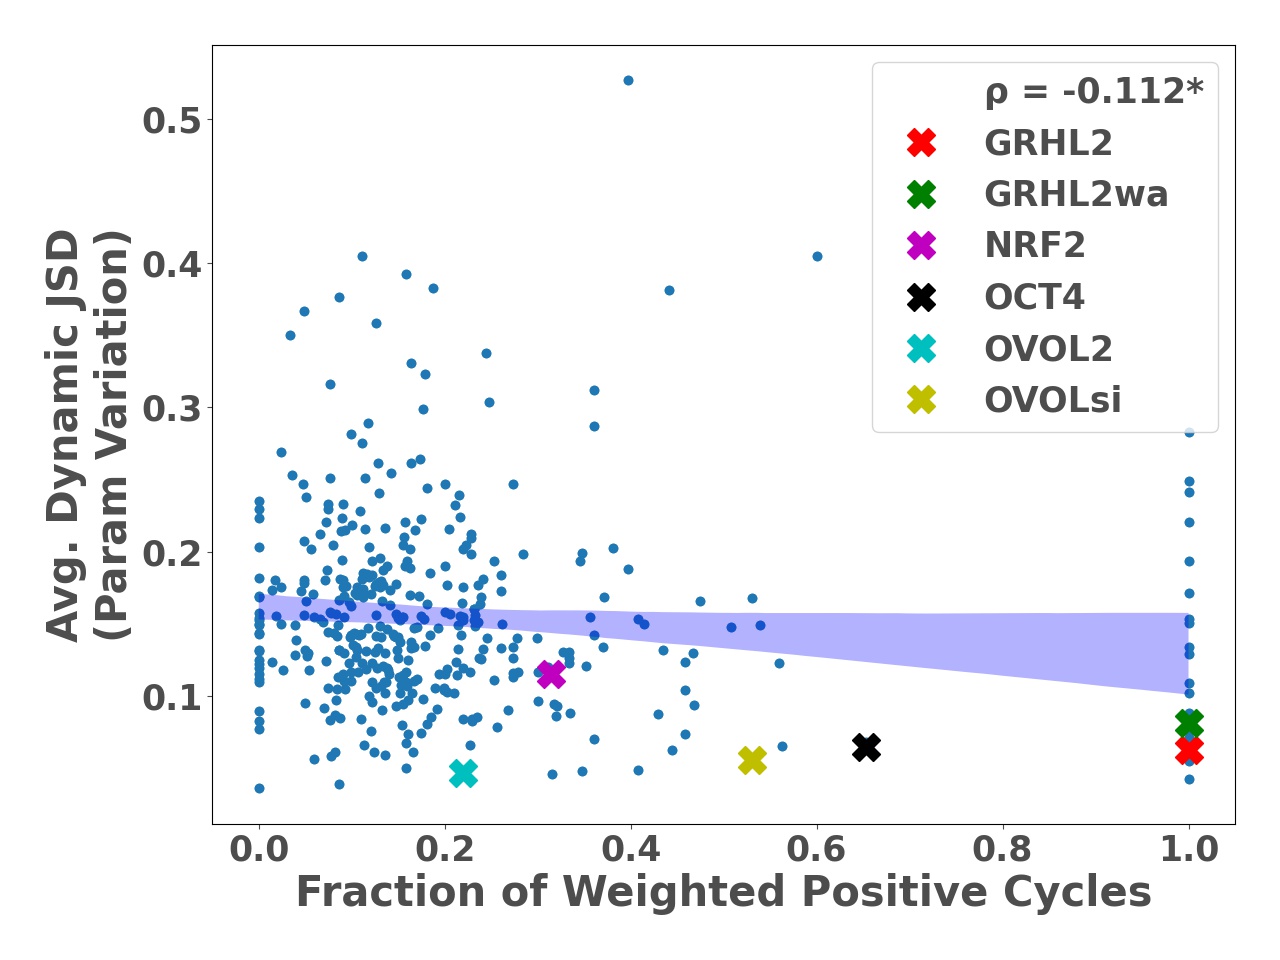 ρ = -0.112*
GRHL2
GRHL2wa
NRF2
OCT4
OVOL2
OVOLsi
Avg. Dynamic JSD
(Param Variation)
0.5
0.4
0.3
0.2
0.1
0.0 0.2 0.4 0.6 0.8 1.0
Fraction of Weighted Positive Cycles